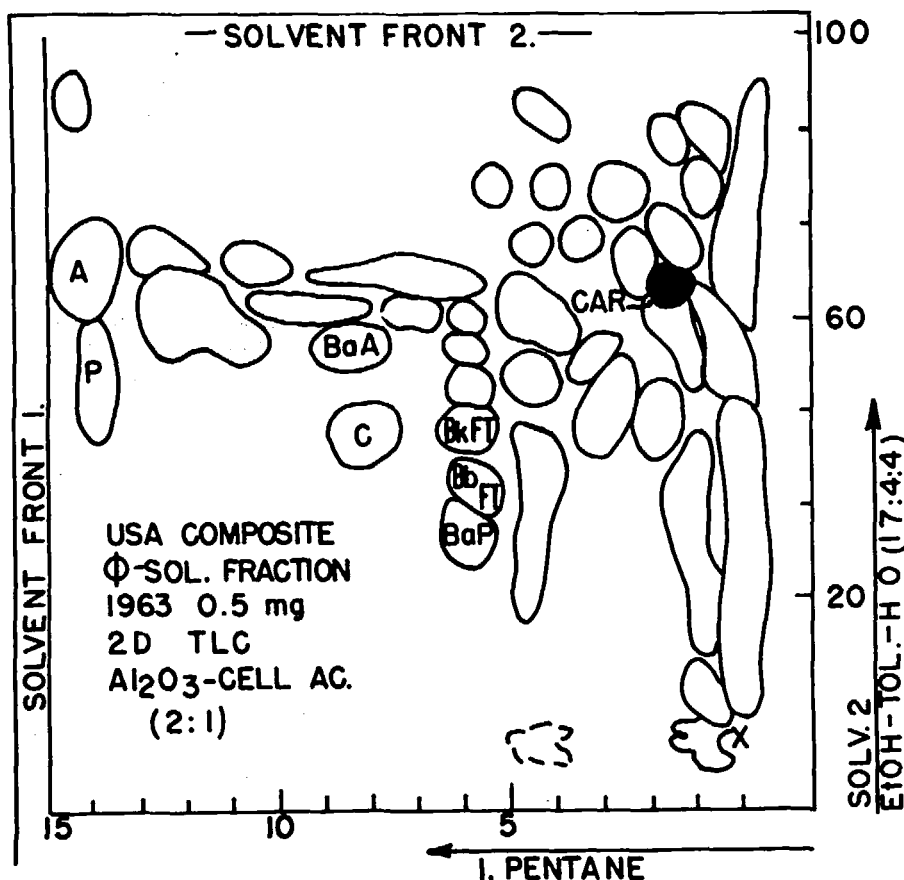 —SOLVENT FRONT 2.—
100
A
P
BaA
C
CAR
60
BkFT
Bb
FT
BaP
USA COMPOSITE
Φ-SOL. FRACTION
1963 0.5 mg
2D TLC
Al₂O₃-CELL AC.
(2:1)
20
X
SOLVENT FRONT 1.
SOLV. 2
EtOH-TOL.-H O (17:4:4)
15
10
5
1. PENTANE